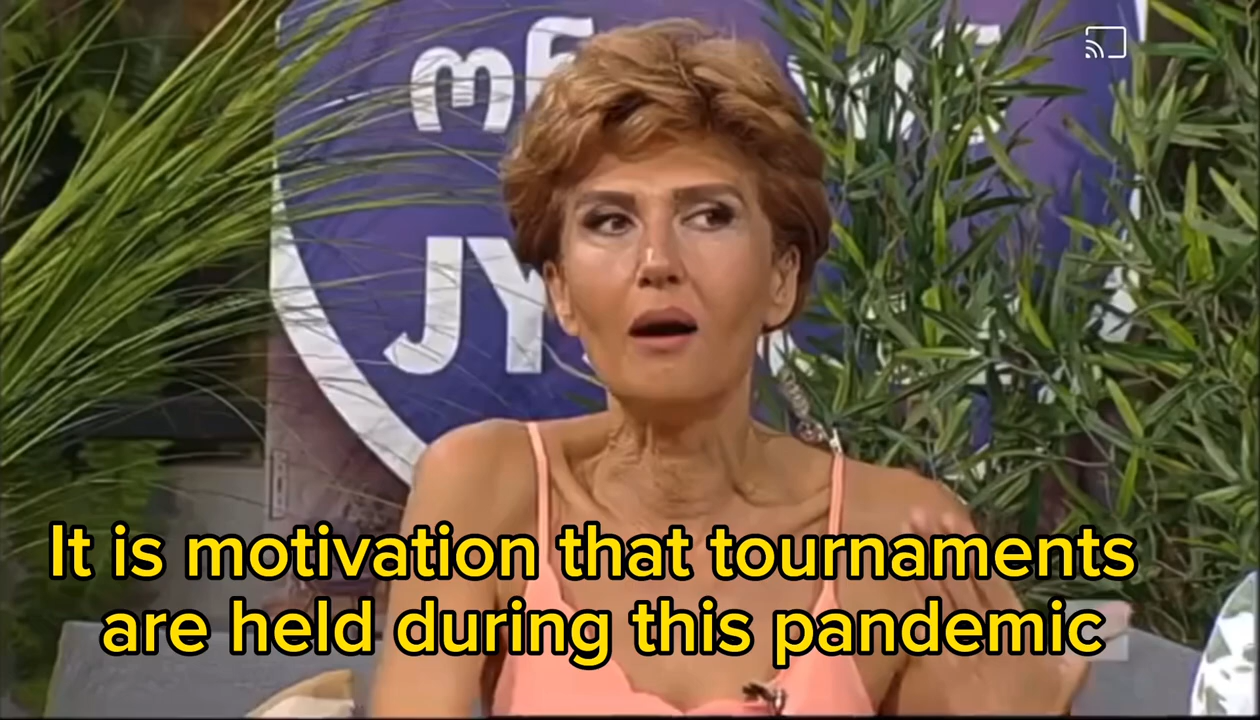 It is motivation that tournaments
are held during this pandemic